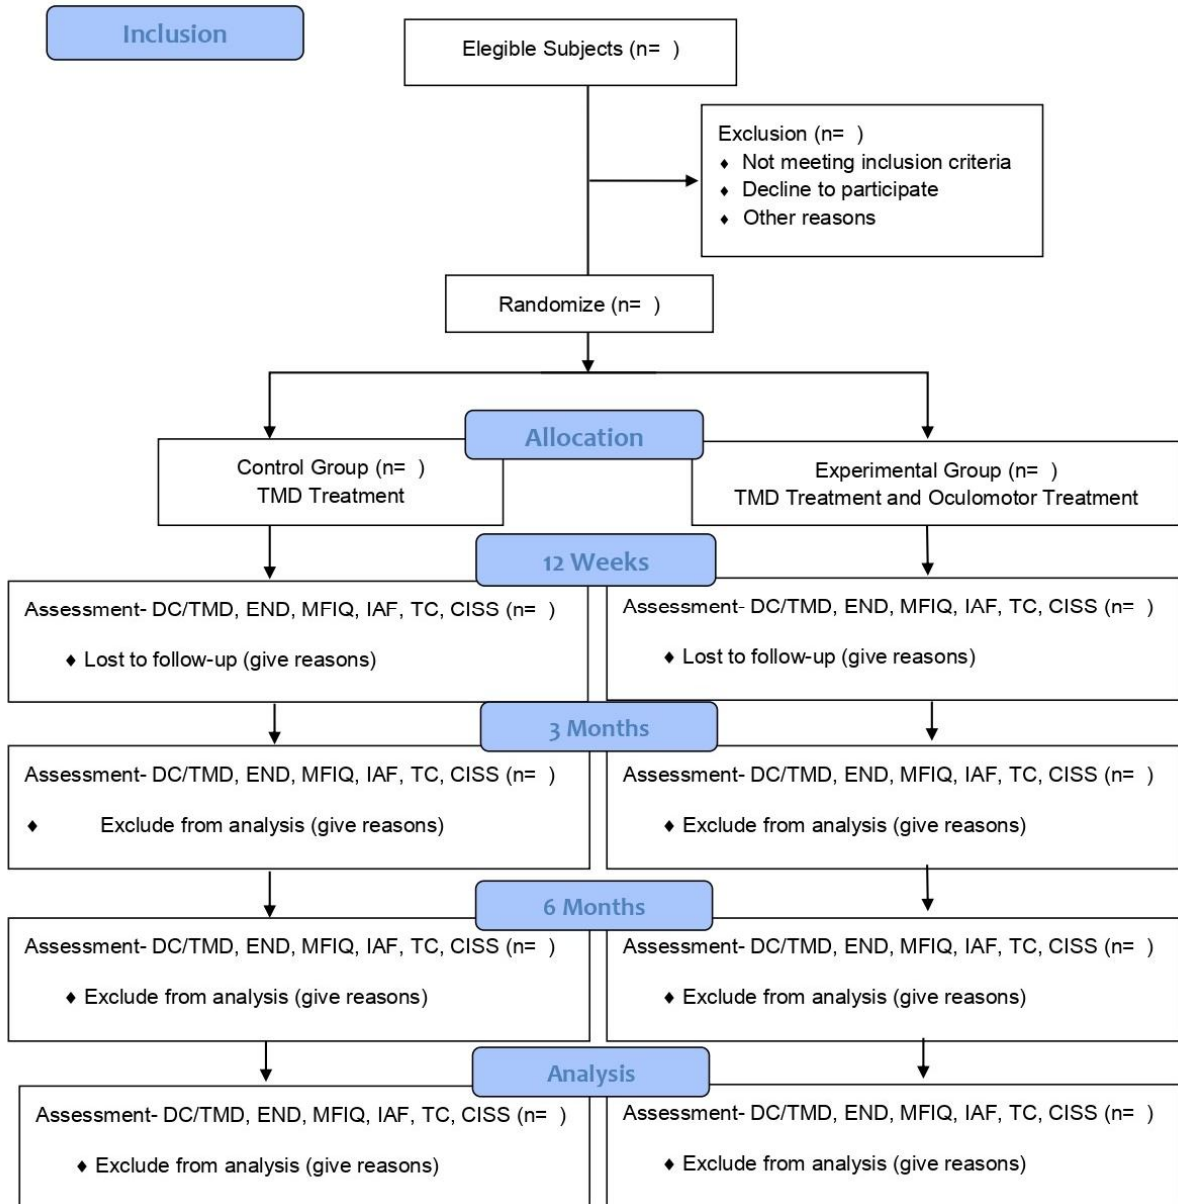 Inclusion
Elegible Subjects (n=  )
Exclusion (n=  )
♦ Not meeting inclusion criteria
♦ Decline to participate
♦ Other reasons
Randomize (n=  )
Allocation
Control Group (n=  )
TMD Treatment
Experimental Group (n=  )
TMD Treatment and Oculomotor Treatment
12 Weeks
Assessment- DC/TMD, END, MFIQ, IAF, TC, CISS (n=  )
♦ Lost to follow-up (give reasons)
Assessment- DC/TMD, END, MFIQ, IAF, TC, CISS (n=  )
♦ Lost to follow-up (give reasons)
3 Months
Assessment- DC/TMD, END, MFIQ, IAF, TC, CISS (n=  )
♦ Exclude from analysis (give reasons)
Assessment- DC/TMD, END, MFIQ, IAF, TC, CISS (n=  )
♦ Exclude from analysis (give reasons)
6 Months
Assessment- DC/TMD, END, MFIQ, IAF, TC, CISS (n=  )
♦ Exclude from analysis (give reasons)
Assessment- DC/TMD, END, MFIQ, IAF, TC, CISS (n=  )
♦ Exclude from analysis (give reasons)
Analysis
Assessment- DC/TMD, END, MFIQ, IAF, TC, CISS (n=  )
♦ Exclude from analysis (give reasons)
Assessment- DC/TMD, END, MFIQ, IAF, TC, CISS (n=  )
♦ Exclude from analysis (give reasons)